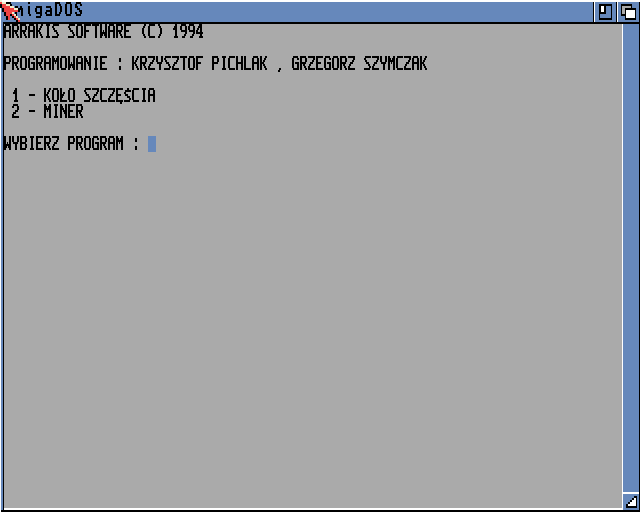 AmigaDOS
ARRAKIS SOFTWARE (C) 1994
PROGRAMOWANIE : KRZYSZTOF PICHLAK , GRZEGORZ SZYMCZAK
1 - KOŁO SZCZĘŚCIA
2 - MINER
WYBIERZ PROGRAM :